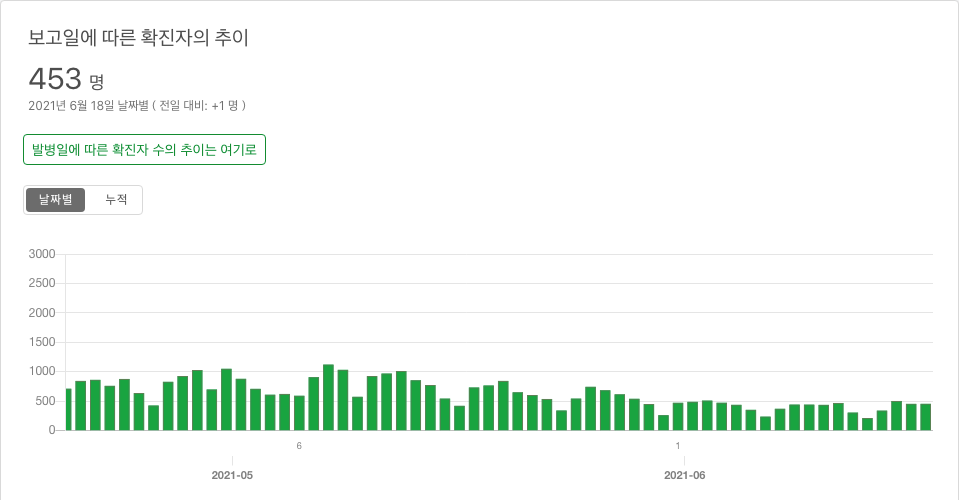 보고일에 따른 확진자의 추이
453 명
2021년 6월 18일 날짜별 ( 전일 대비: +1 명 )
발병일에 따른 확진자 수의 추이는 여기로
날짜별 누적
3000
2500
2000
1500
1000
500
0
6 1
2021-05 2021-06